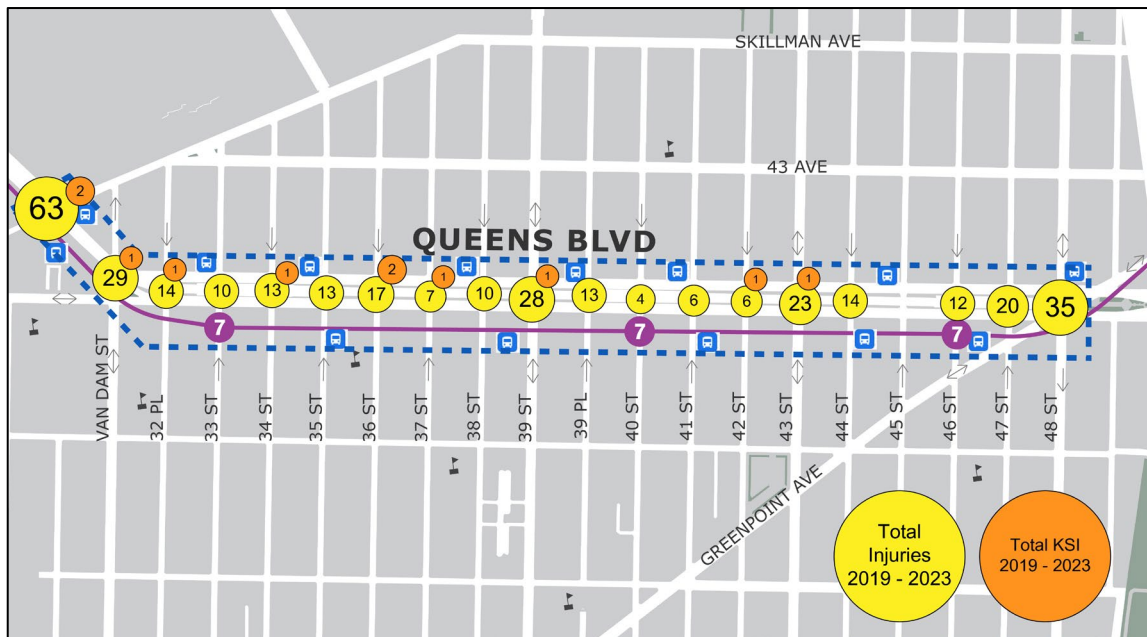 SKILLMAN AVE
43 AVE
QUEENS BLVD
63
2
29
1
14
1
10
13
1
13
17
2
7
1
10
28
1
13
4
6
6
1
23
1
14
12
20
35
7
7
7
VAN DAM ST
32 PL
33 ST
34 ST
35 ST
36 ST
37 ST
38 ST
39 ST
39 PL
40 ST
41 ST
42 ST
43 ST
44 ST
45 ST
46 ST
47 ST
48 ST
GREENPOINT AVE
Total
Injuries
2019 - 2023
Total KSI
2019 - 2023